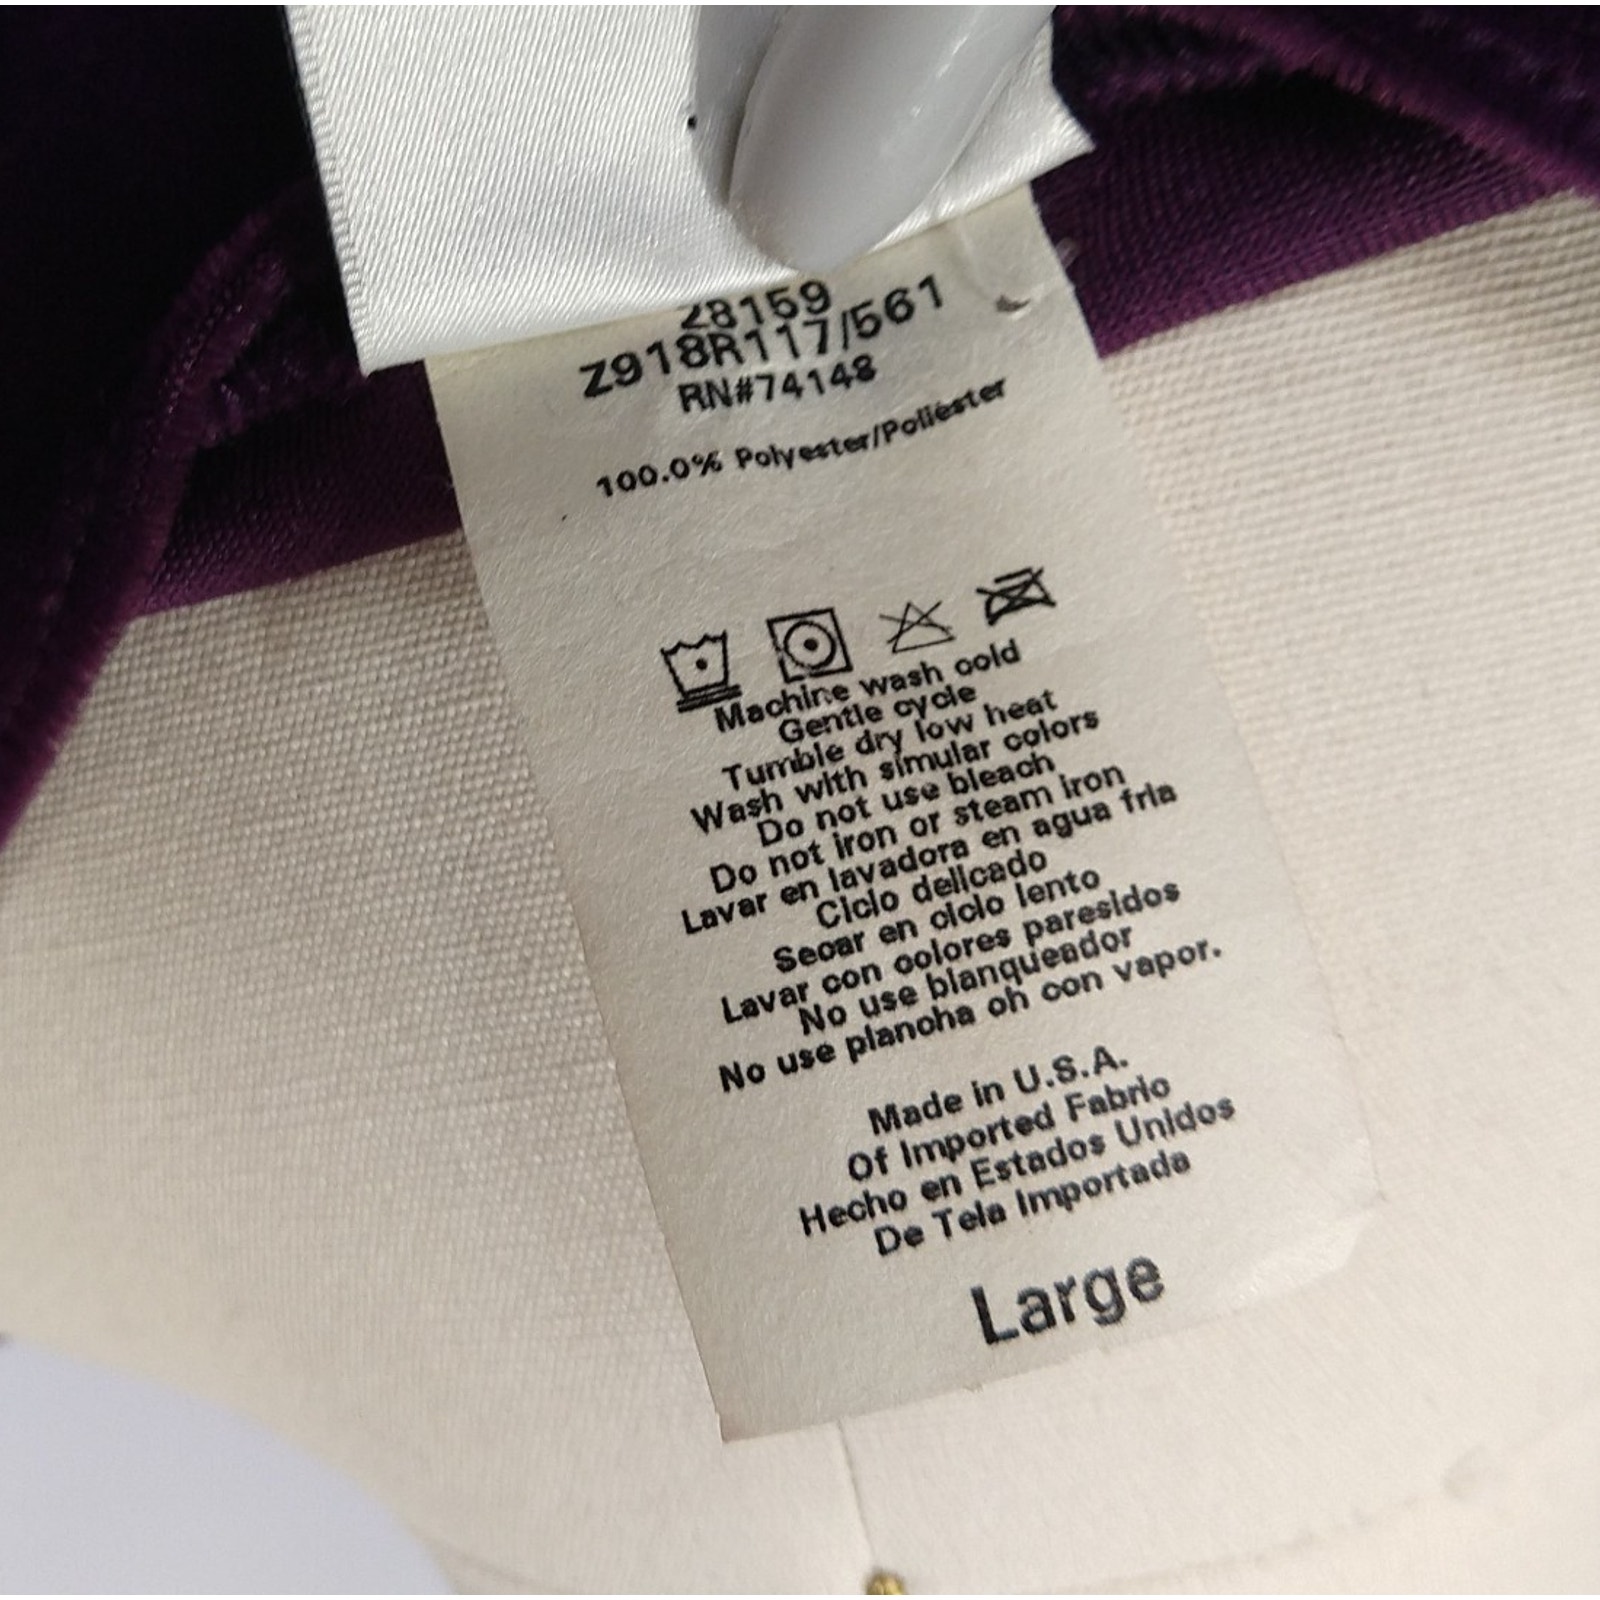 28159
Z918R117/561
RN#74148
100.0% Polyester/Poliéster
Machine wash cold
Gentle cycle
Tumble dry low heat
Wash with simular colors
Do not use bleach
Do not iron or steam iron
Lavar en lavadora en agua fria
Ciclo delicado
Secar en ciclo lento
Lavar con colores paresidos
No use blanqueador
No use plancha oh con vapor.
Made in U.S.A.
Of Imported Fabric
Hecho en Estados Unidos
De Tela Importada
Large